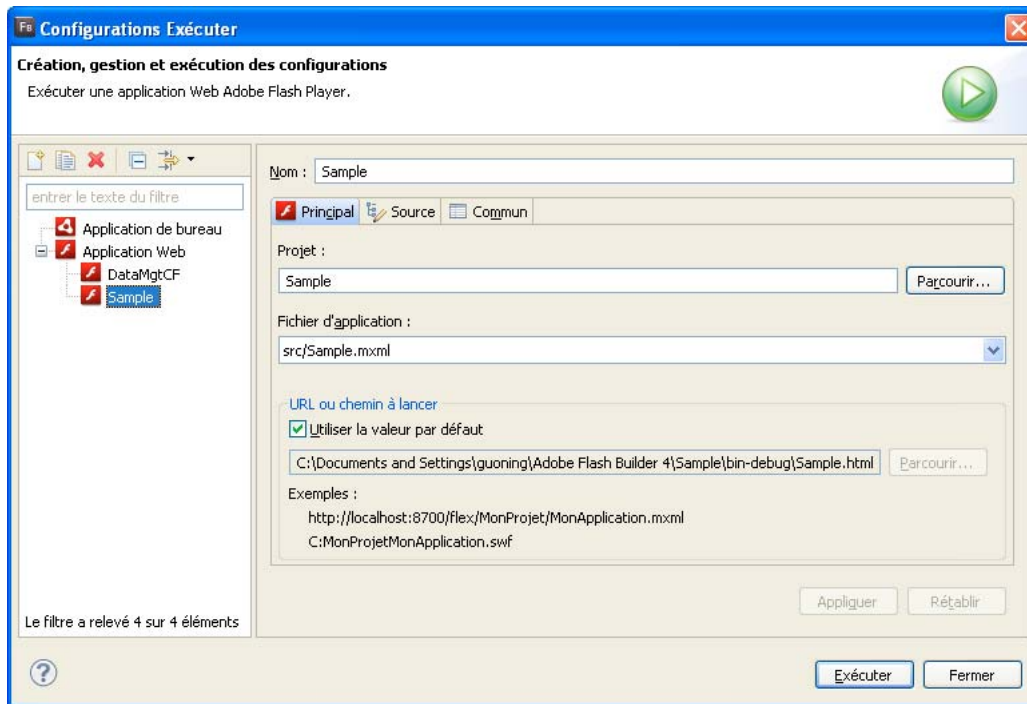 FB Configurations Exécuter
Création, gestion et exécution des configurations
Exécuter une application Web Adobe Flash Player.
entrer le texte du filtre
Application de bureau
Application Web
DataMgtCF
Sample
Le filtre a relevé 4 sur 4 éléments
Nom : Sample
Principal Source Commun
Projet :
Sample Parcourir...
Fichier d'application :
src/Sample.mxml
URL ou chemin à lancer
Utiliser la valeur par défaut
C:\Documents and Settings\guoning\Adobe Flash Builder 4\Sample\bin-debug\Sample.html Parcourir...
Exemples :
http://localhost:8700/flex/MonProjet/MonApplication.mxml
C:MonProjetMonApplication.swf
Appliquer Rétablir
? Exécuter Fermer